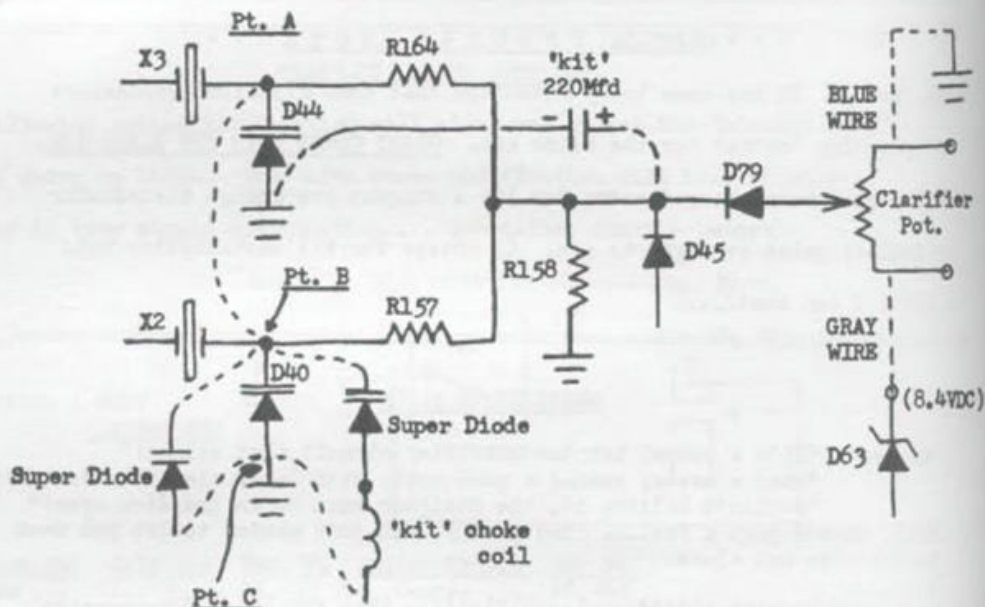 Pt. A
X3
R164
"kit"
220Mfd
- +
BLUE
WIRE
D44
D79
Clarifier
Pot.
D45
R158
Pt. B
X2
R157
GRAY
WIRE
D40
(8.4VDC)
Super Diode
D63
Super Diode
"kit" choke
coil
Pt. C